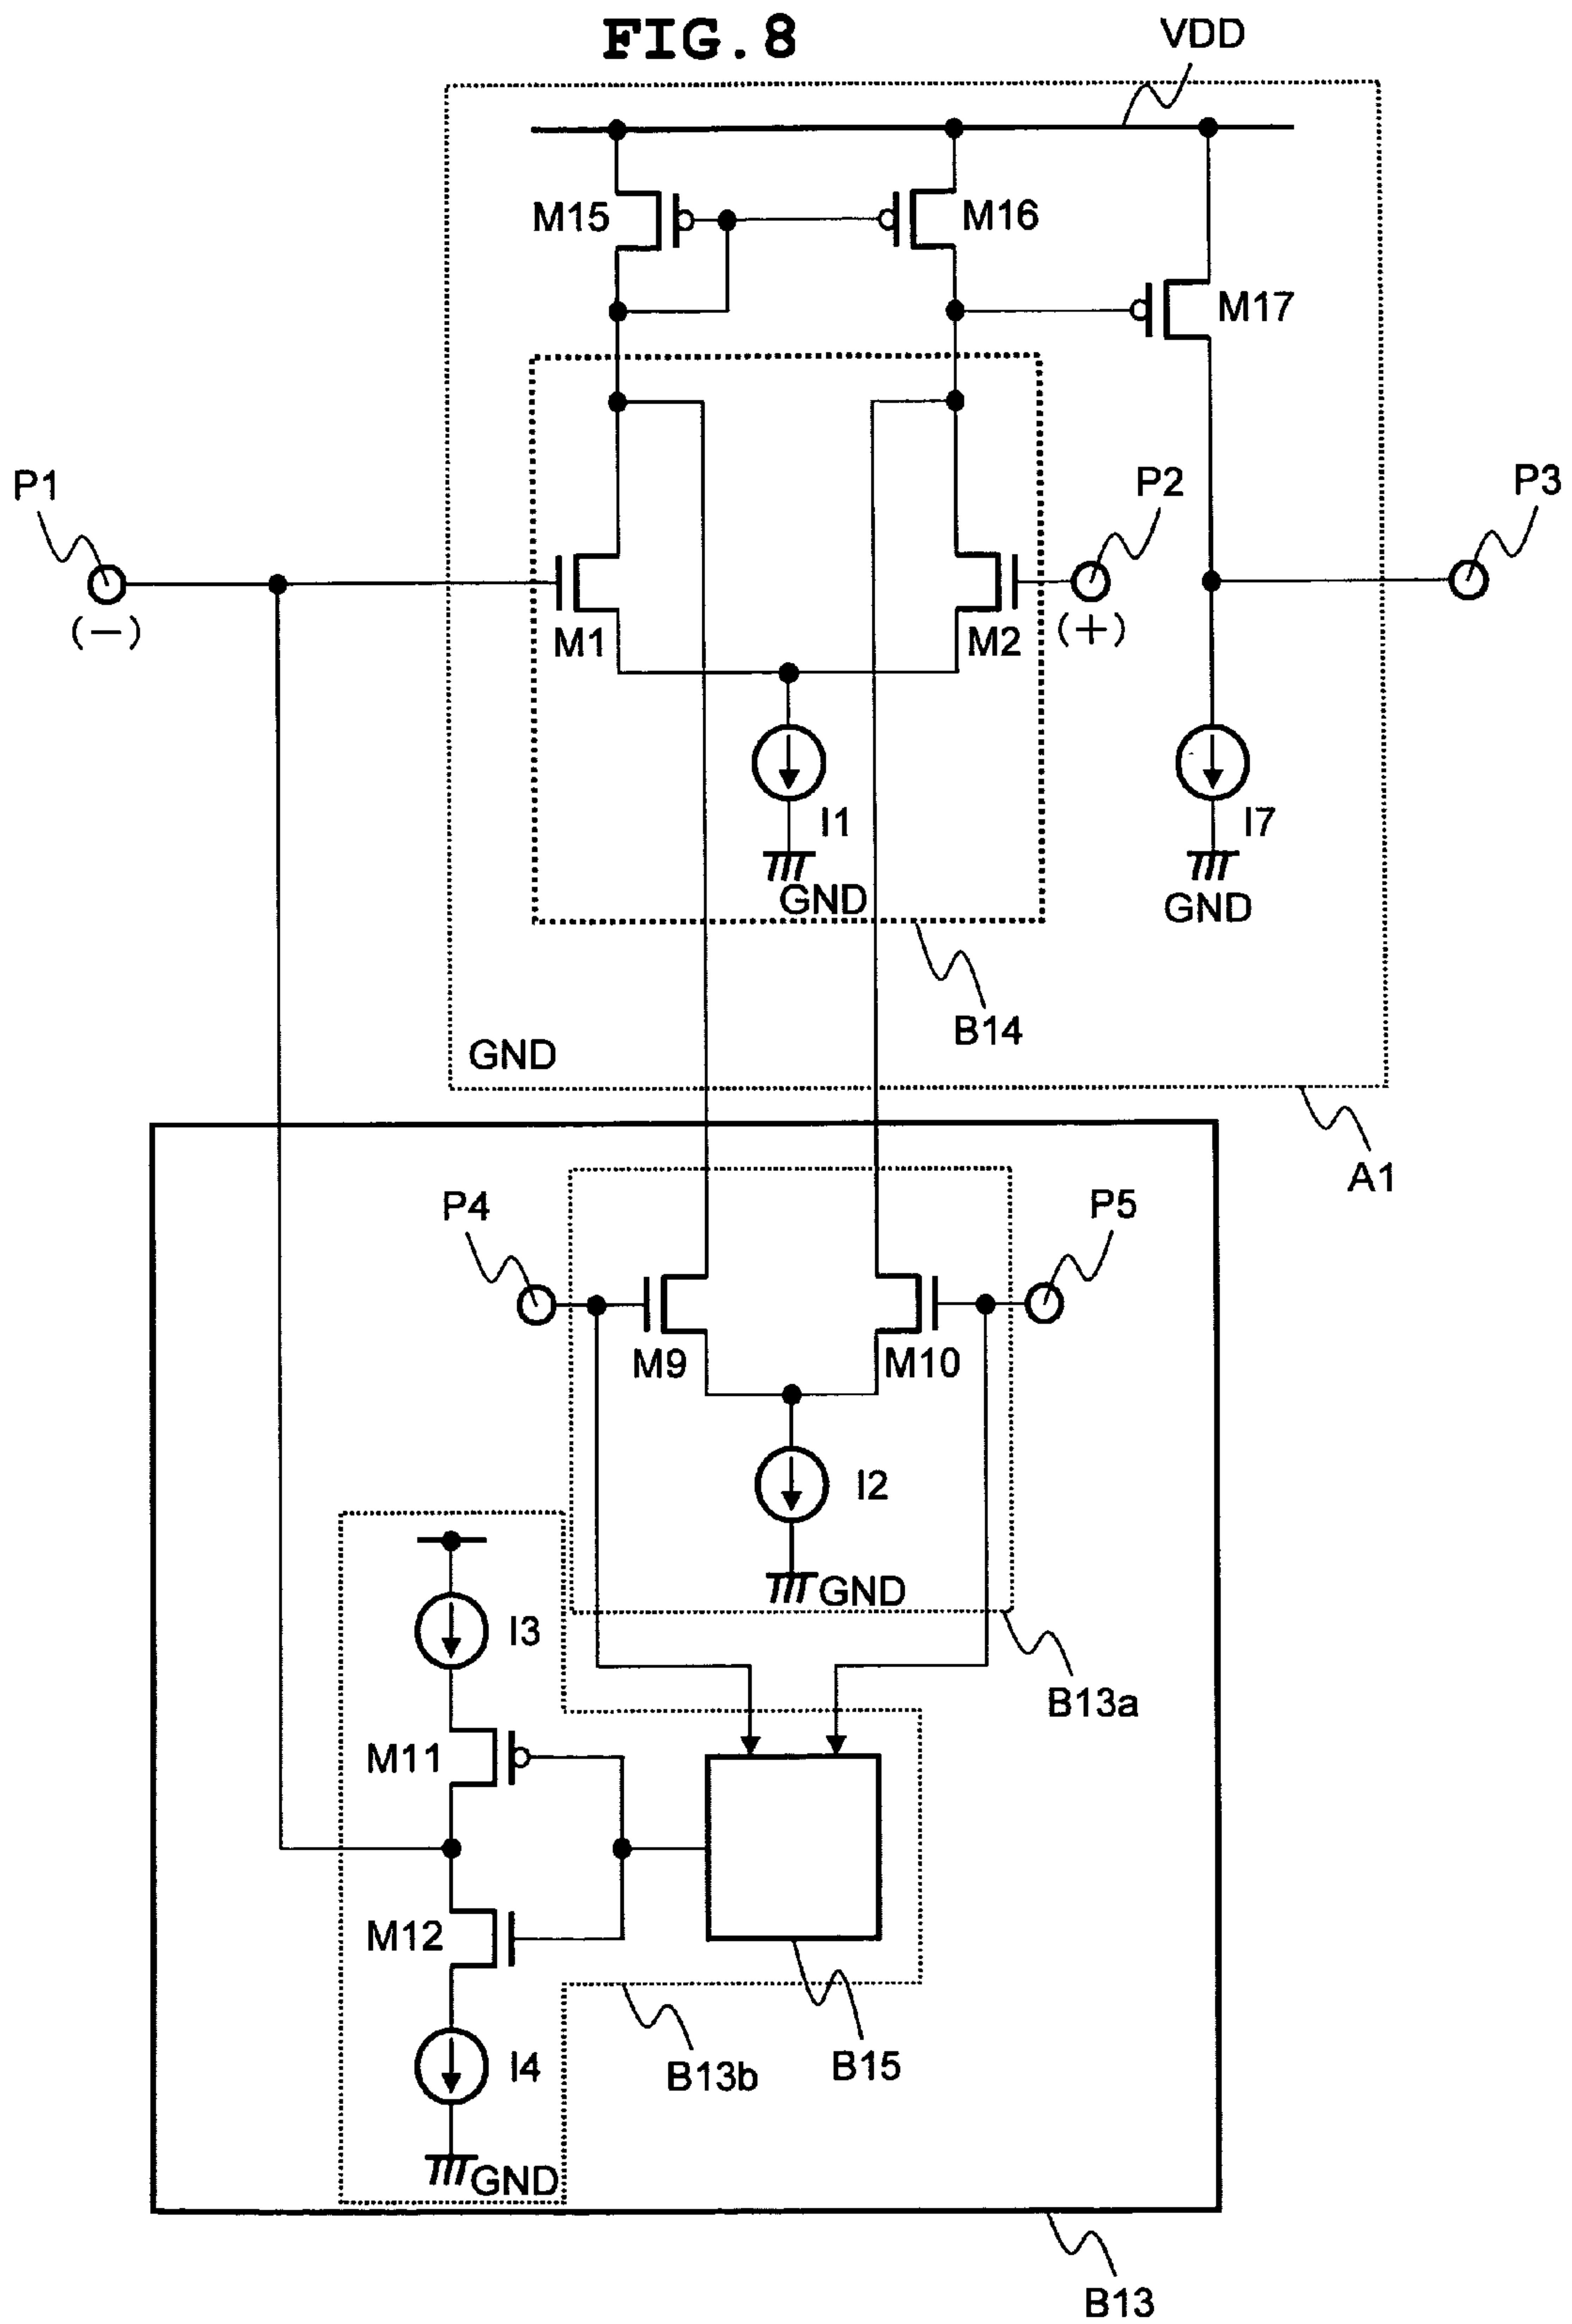 FIG.8
VDD
M15
M16
M17
P1
P2
P3
(−)
M1
M2
(+)
I1
I7
GND
GND
B14
GND
A1
P4
P5
M9
M10
I2
GND
I3
B13a
M11
M12
I4
B13b
B15
GND
B13